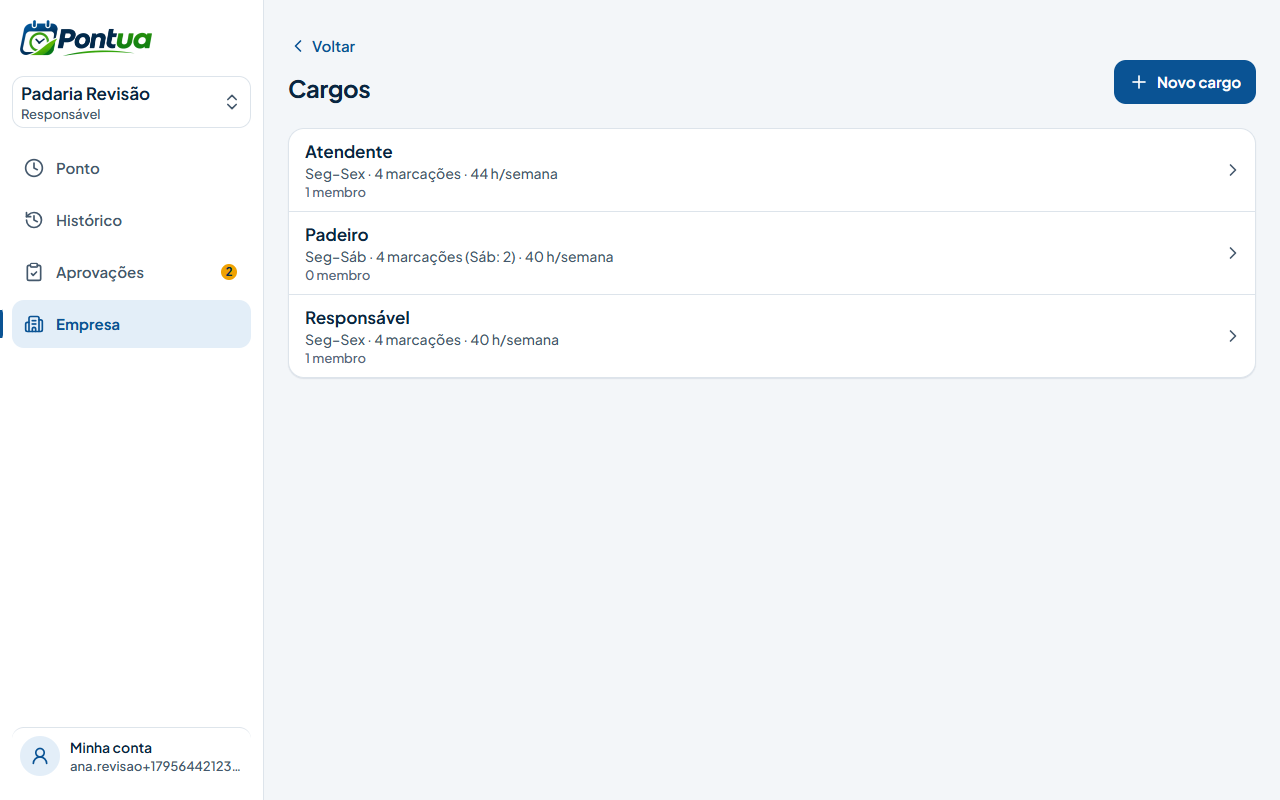 Pontua
Padaria Revisão
Responsável
Ponto
Histórico
Aprovações 2
Empresa
Minha conta
ana.revisao+17956442123…
Voltar
Cargos
Novo cargo
Atendente
Seg–Sex · 4 marcações · 44 h/semana
1 membro
Padeiro
Seg–Sáb · 4 marcações (Sáb: 2) · 40 h/semana
0 membro
Responsável
Seg–Sex · 4 marcações · 40 h/semana
1 membro